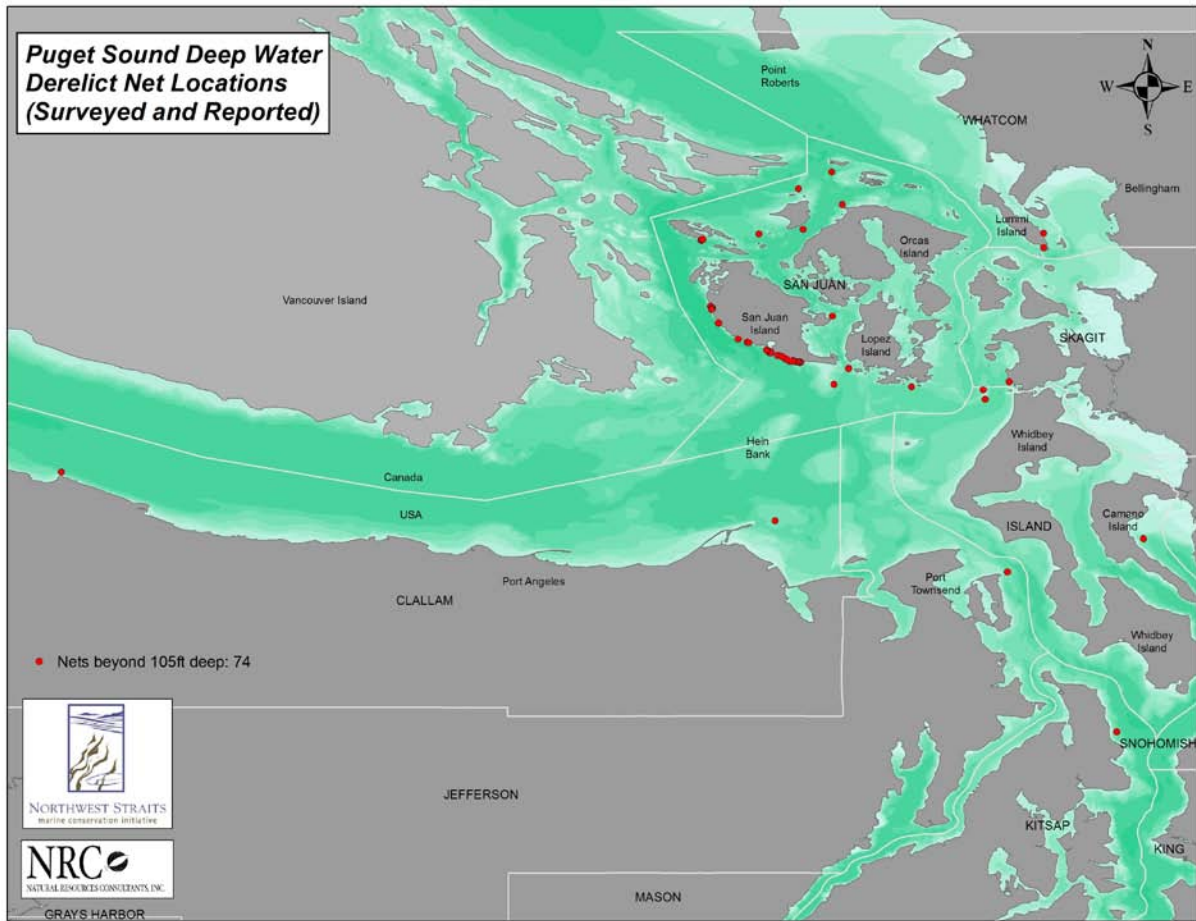 Puget Sound Deep Water
Derelict Net Locations
(Surveyed and Reported)
N
W E
S
Point
Roberts
WHATCOM
Bellingham
Lummi
Island
Orcas
Island
SAN JUAN
Vancouver Island
San Juan
Island
Lopez
Island
SKAGIT
Whidbey
Island
Hein
Bank
Canada
USA
Camano
Island
ISLAND
Port Angeles
Port
Townsend
CLALLAM
Whidbey
Island
Nets beyond 105ft deep: 74
SNOHOMISH
JEFFERSON
NORTHWEST STRAITS
marine conservation initiative
KITSAP
KING
NRC
NATURAL RESOURCES CONSULTANTS, INC.
MASON
GRAYS HARBOR